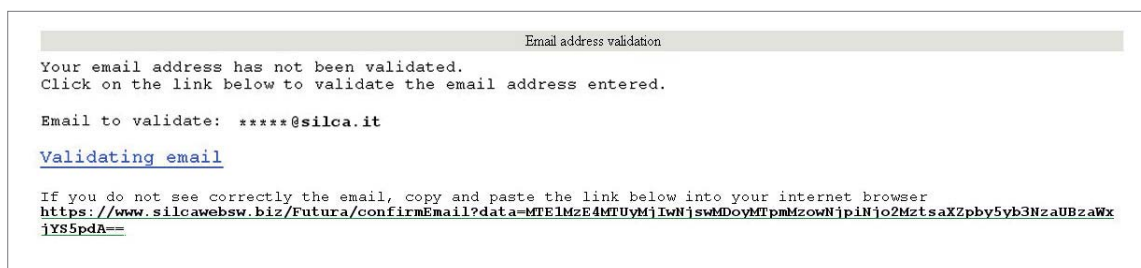 Email address validation
Your email address has not been validated.
Click on the link below to validate the email address entered.
Email to validate: *****@silca.it
Validating email
If you do not see correctly the email, copy and paste the link below into your internet browser
https://www.silcawebsw.biz/Futura/confirmEmail?data=MTE1MzE4MTUyMjIwNjswMDoyMTpmMzowNjpiNjo2MztsaXZpby5yb3NzaUBzaWx
jYS5pdA==